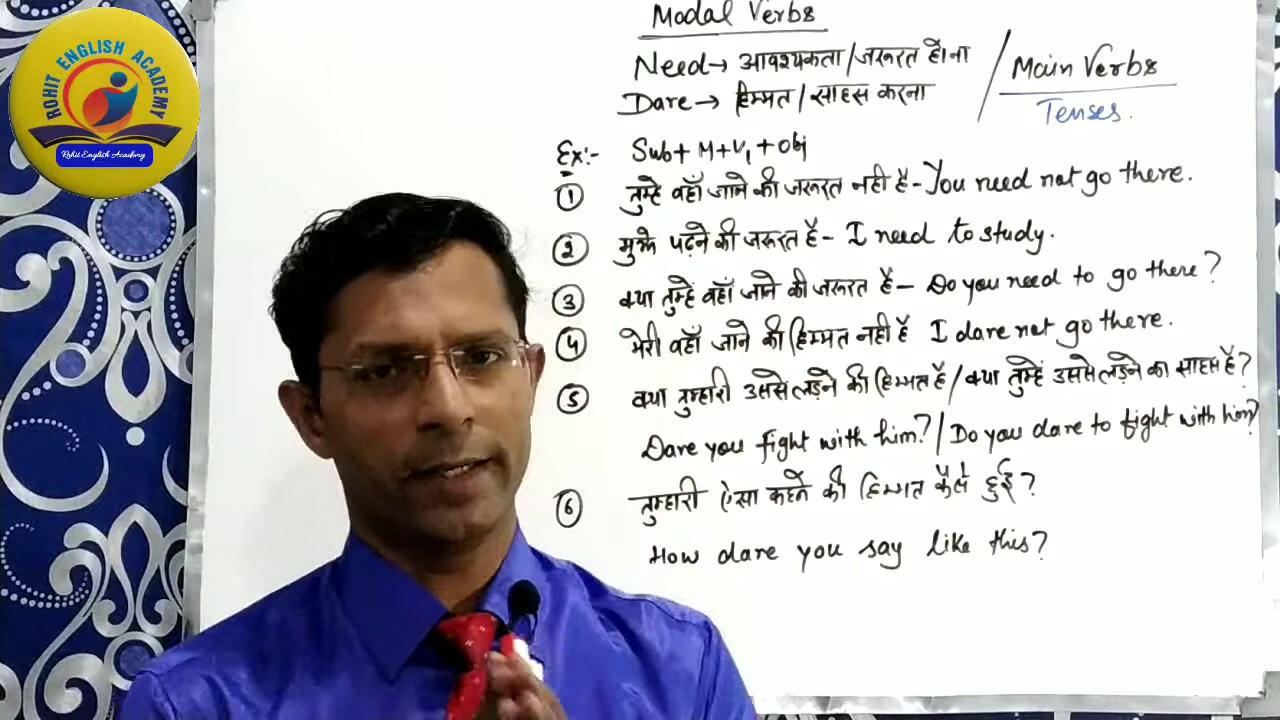 ROHIT ENGLISH ACADEMY
Rohit English Academy
Modal Verbs
Need → आवश्यकता/जरूरत होना
Dare → हिम्मत/साहस करना
/ Main Verbs
Tenses.
Ex:- Sub + M + V1 + Obj
① तुम्हे वहाँ जाने की जरूरत नही है - You need not go there.
② मुझे पढ़ने की जरूरत है - I need to study.
③ क्या तुम्हें वहाँ जाने की जरूरत है - Do you need to go there?
④ मेरी वहाँ जाने की हिम्मत नही है I dare not go there.
⑤ क्या तुम्हारी उससे लड़ने की हिम्मत है / क्या तुम्हें उससे लड़ने का साहस है?
Dare you fight with him? / Do you dare to fight with him?
⑥ तुम्हारी ऐसा कहने की हिम्मत कैसे हुई?
How dare you say like this?